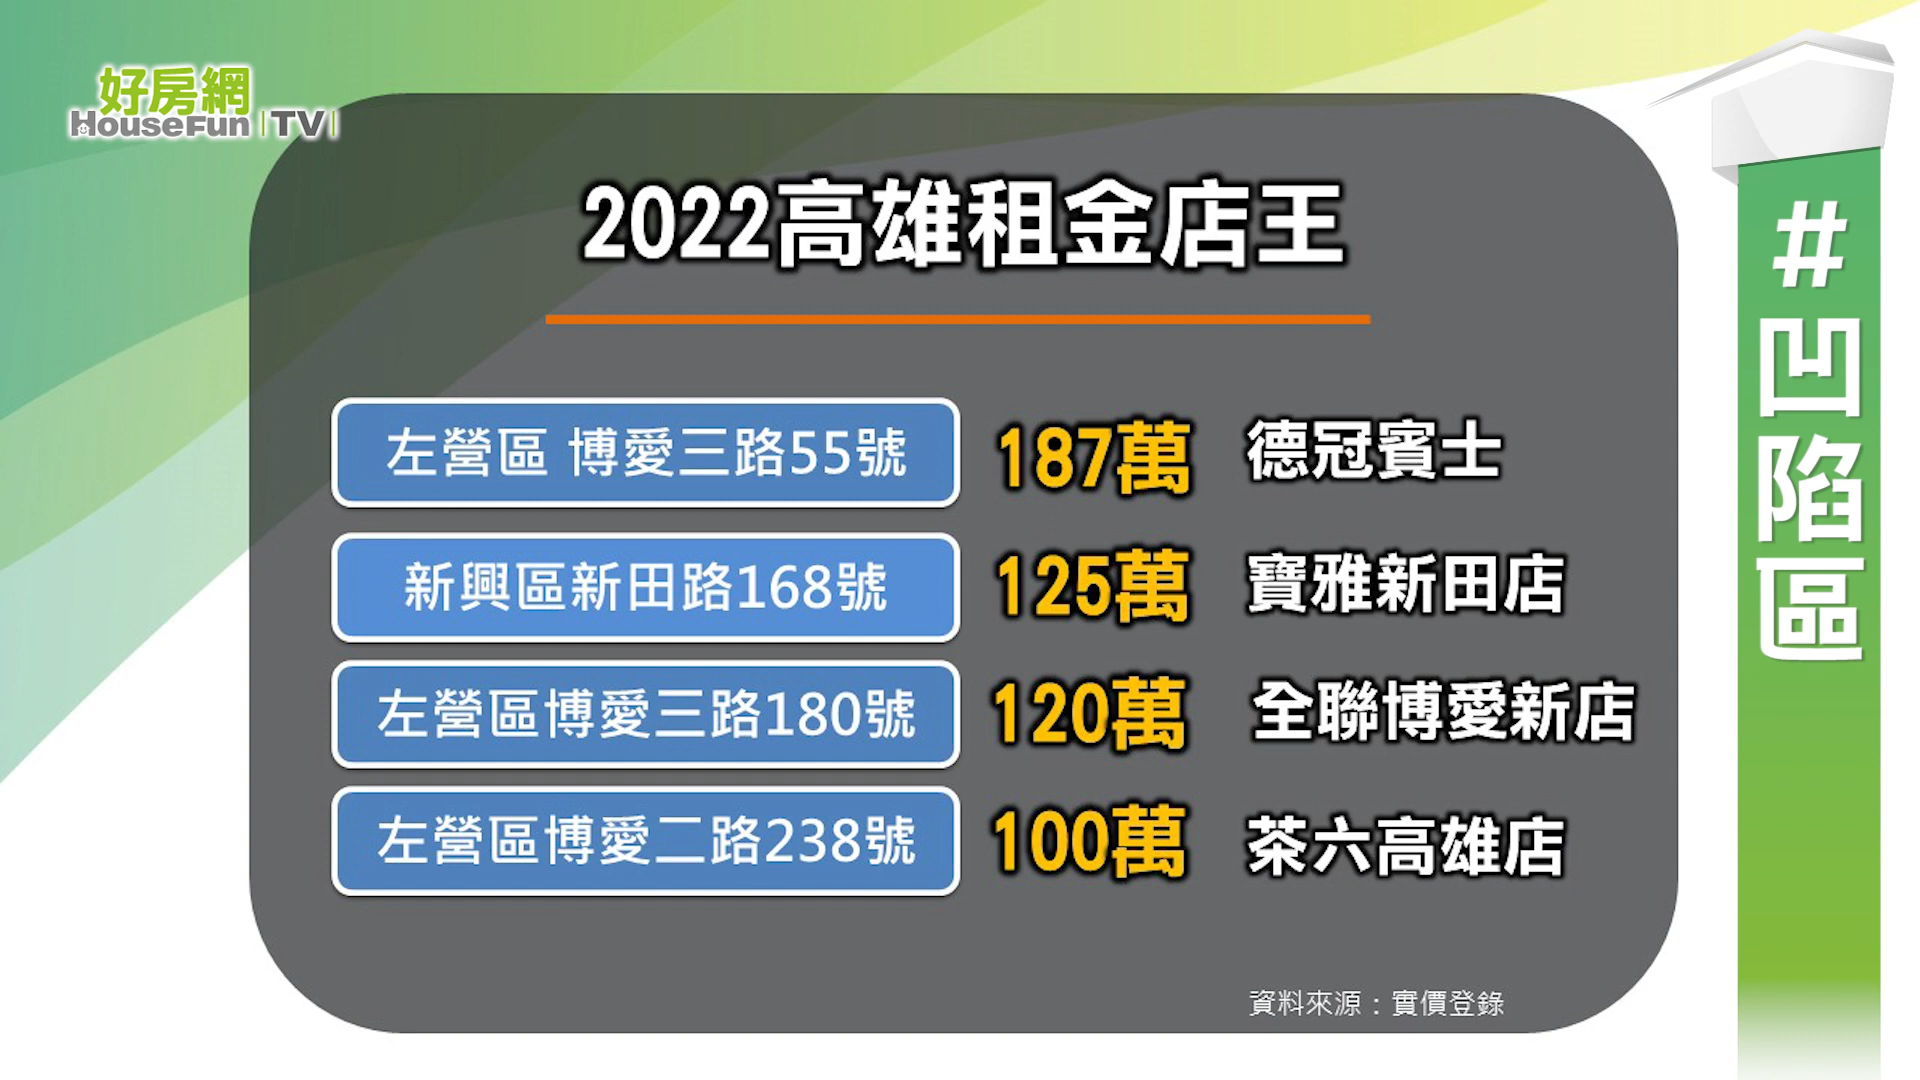 好房網
HouseFun TV
2022高雄租金店王
左營區 博愛三路55號 187萬 德冠賓士
新興區新田路168號 125萬 寶雅新田店
左營區博愛三路180號 120萬 全聯博愛新店
左營區博愛二路238號 100萬 茶六高雄店
資料來源：實價登錄
#凹陷區